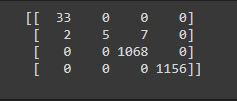 [[  33    0    0    0]
 [   2    5    7    0]
 [   0    0 1068    0]
 [   0    0    0 1156]]